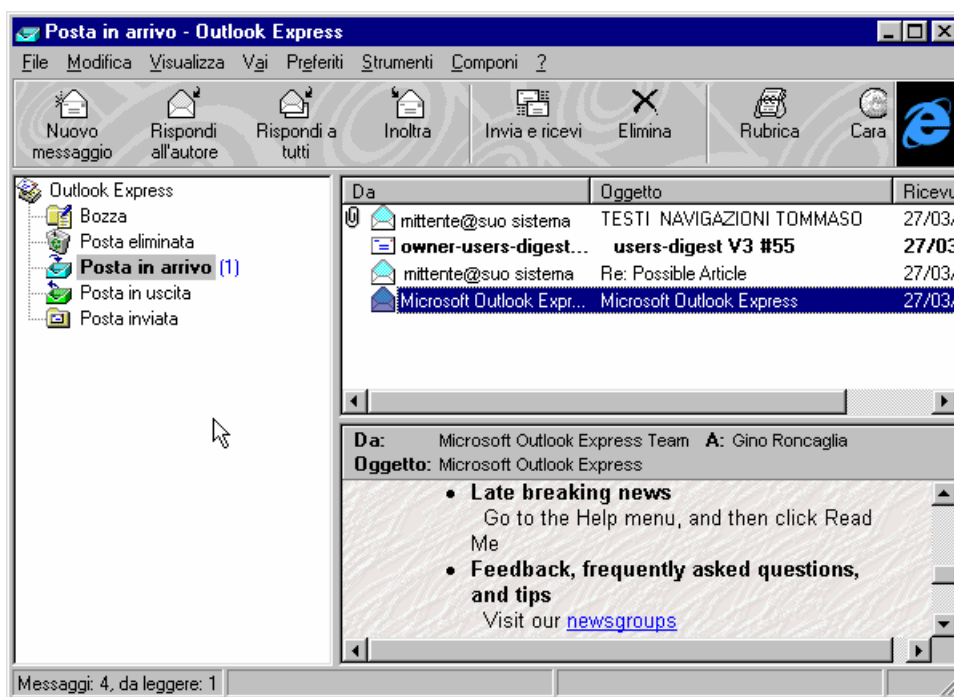 Posta in arrivo - Outlook Express
File Modifica Visualizza Vai Preferiti Strumenti Componi ?
Nuovo messaggio
Rispondi all'autore
Rispondi a tutti
Inoltra
Invia e ricevi
Elimina
Rubrica
Cara
Outlook Express
Bozza
Posta eliminata
Posta in arrivo (1)
Posta in uscita
Posta inviata
Da Oggetto Ricevu
mittente@suo sistema TESTI NAVIGAZIONI TOMMASO 27/03/
owner-users-digest... users-digest V3 #55 27/03
mittente@suo sistema Re: Possible Article 27/03/
Microsoft Outlook Expr... Microsoft Outlook Express 27/03/
Da: Microsoft Outlook Express Team A: Gino Roncaglia
Oggetto: Microsoft Outlook Express
• Late breaking news
Go to the Help menu, and then click Read
Me
• Feedback, frequently asked questions,
and tips
Visit our newsgroups
Messaggi: 4, da leggere: 1